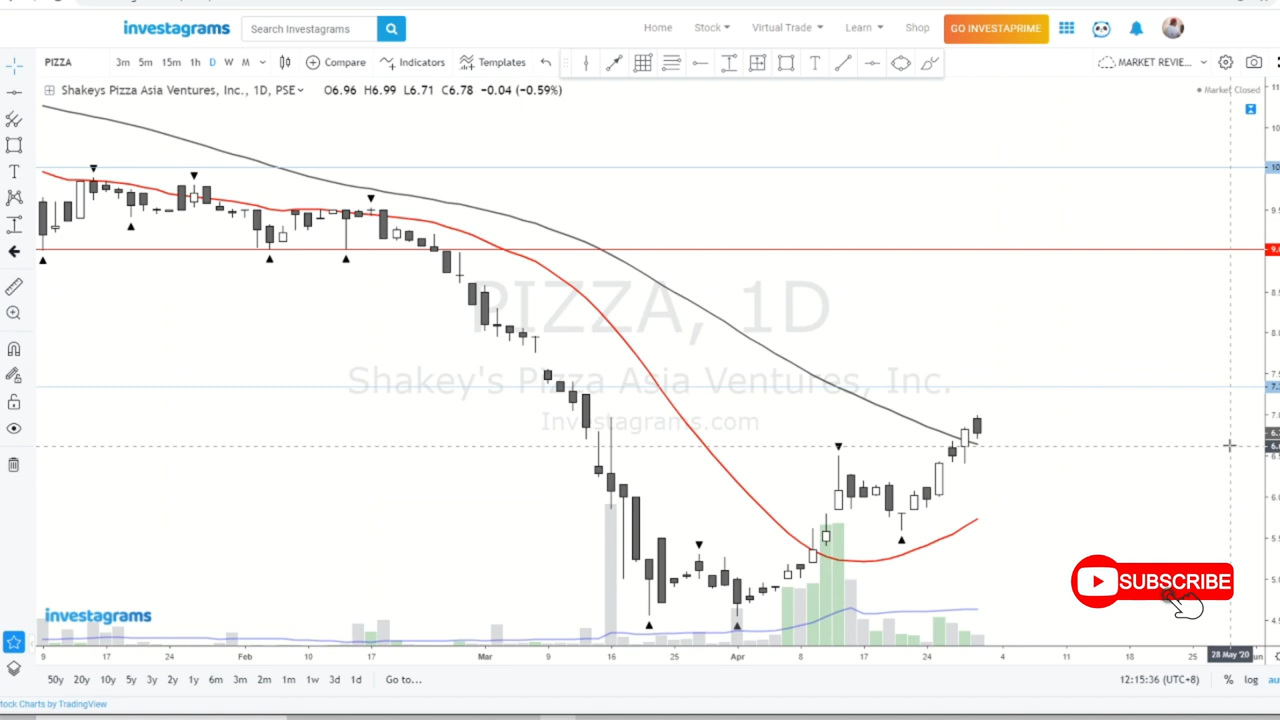 investagrams Search Investagrams Home Stock Virtual Trade Learn Shop GO INVESTAPRIME
PIZZA 3m 5m 15m 1h D W M Compare Indicators Templates MARKET REVIE...
Shakeys Pizza Asia Ventures, Inc., 1D, PSE O6.96 H6.99 L6.71 C6.78 −0.04 (−0.59%)
Market Closed
PIZZA, 1D
Shakey's Pizza Asia Ventures, Inc.
Investagrams.com
SUBSCRIBE
investagrams
9 17 24 Feb 10 17 Mar 9 16 25 Apr 8 17 24 4 11 18 25 28 May '20
50y 20y 10y 5y 3y 2y 1y 6m 3m 2m 1m 1w 3d 1d Go to... 12:15:36 (UTC+8) % log
Stock Charts by TradingView